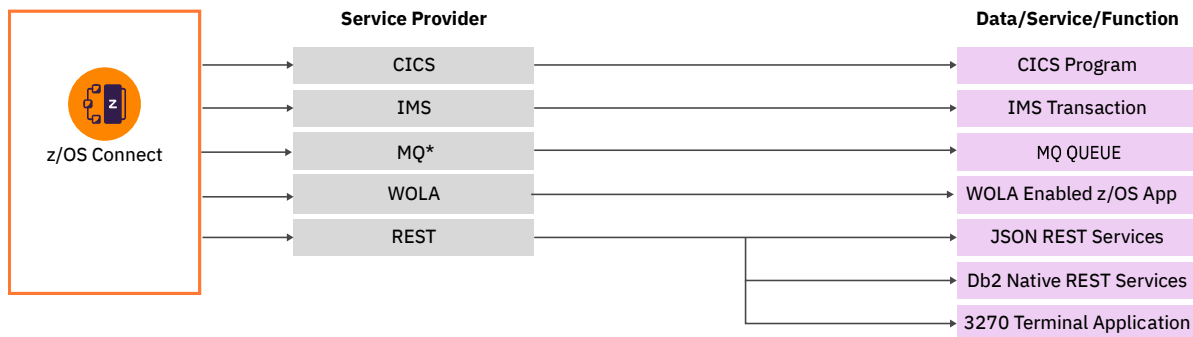 Service Provider
Data/Service/Function
z
z/OS Connect
CICS
CICS Program
IMS
IMS Transaction
MQ*
MQ QUEUE
WOLA
WOLA Enabled z/OS App
REST
JSON REST Services
Db2 Native REST Services
3270 Terminal Application